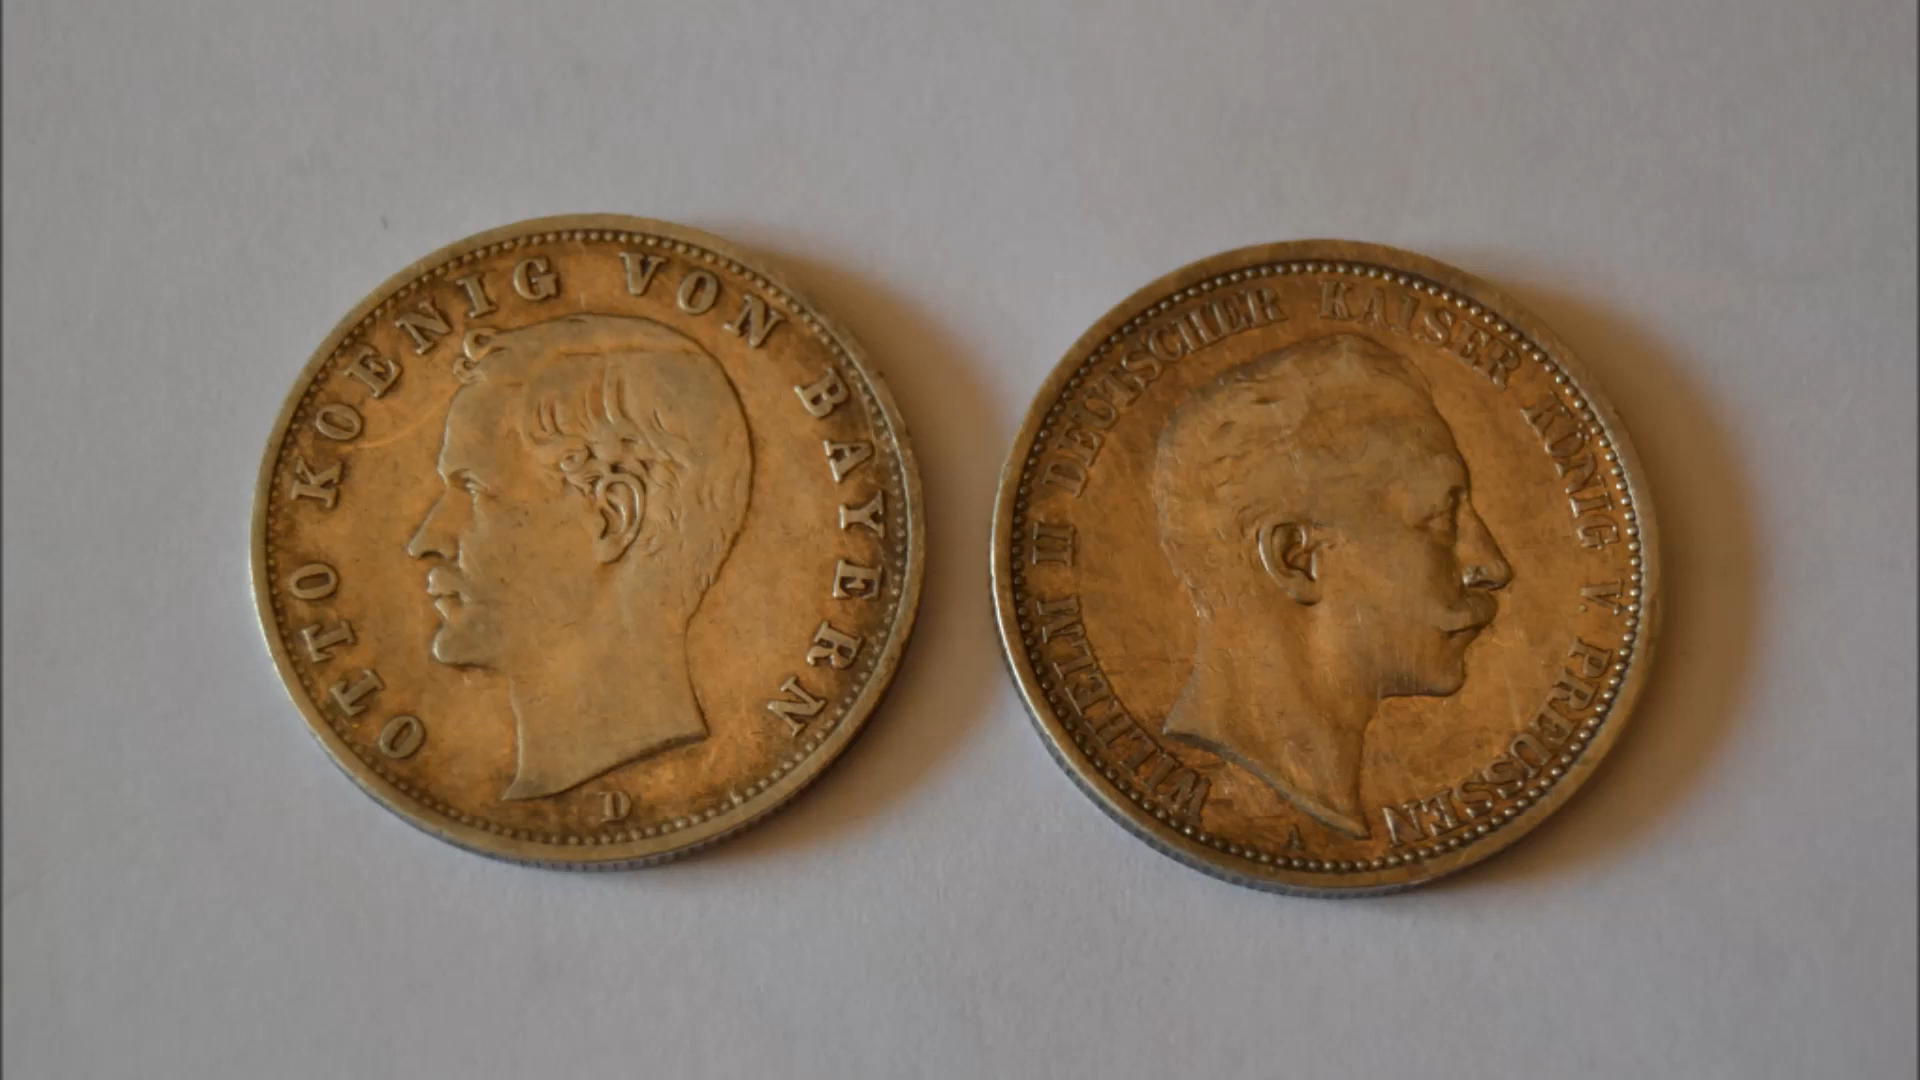 OTTO KOENIG VON BAYERN
D
WILHELM II DEUTSCHER KAISER KÖNIG V. PREUSSEN
A